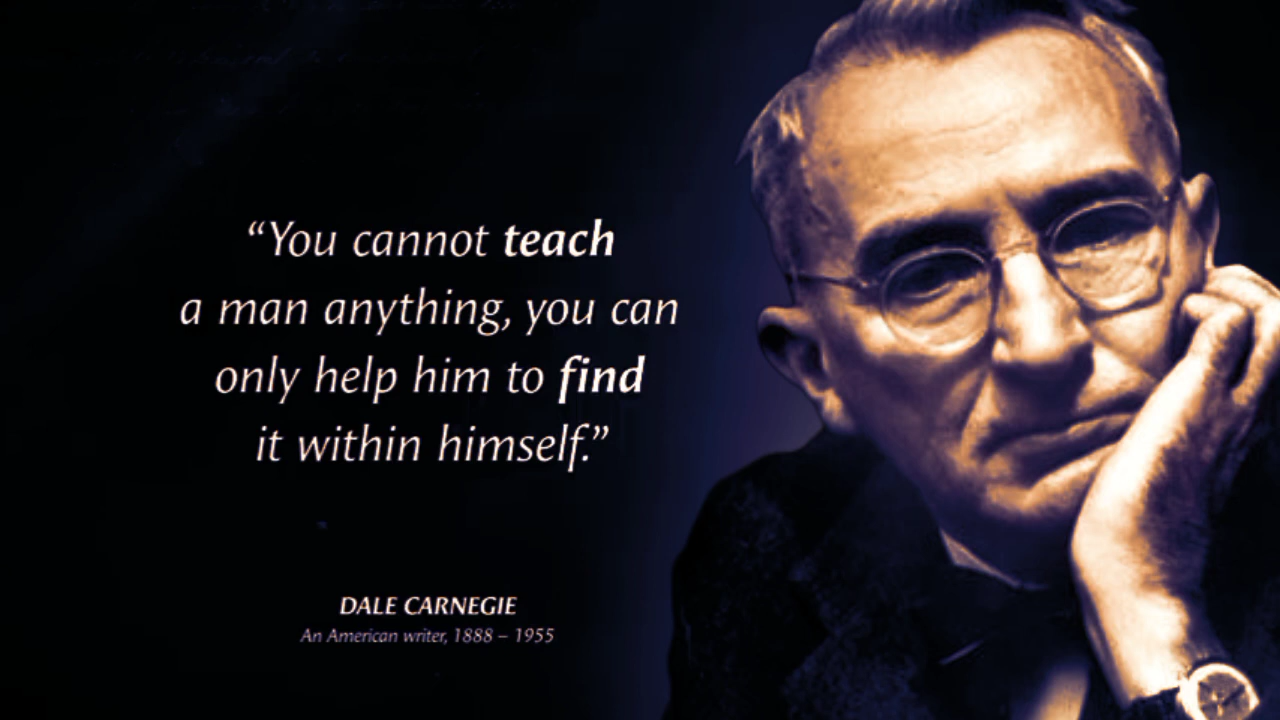 “You cannot teach
a man anything, you can
only help him to find
it within himself.”
DALE CARNEGIE
An American writer, 1888 – 1955